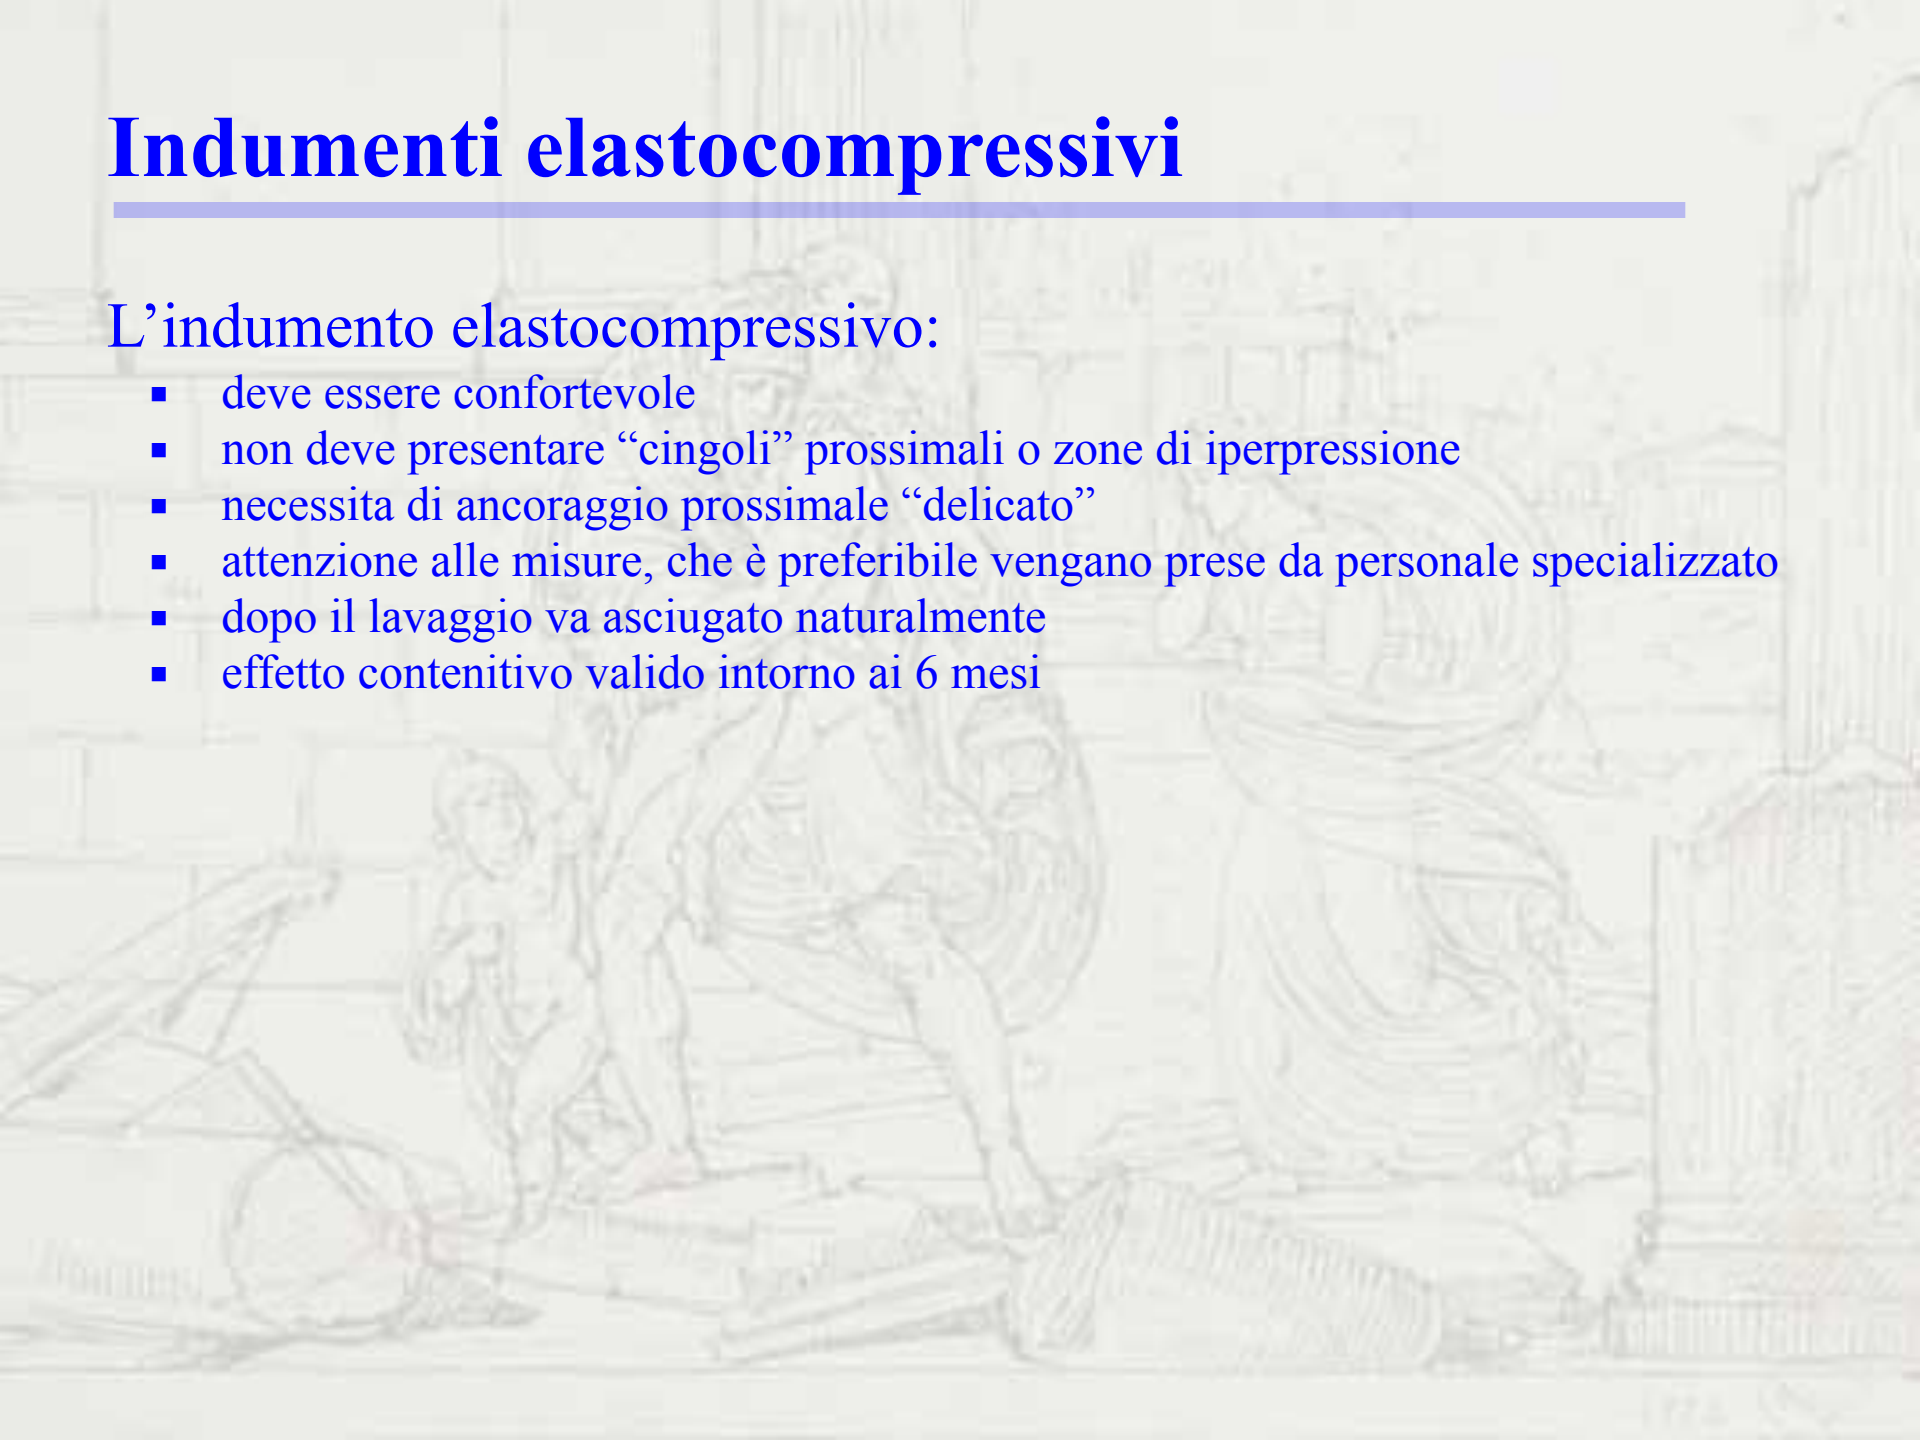 Indumenti elastocompressivi
L’indumento elastocompressivo:
▪ deve essere confortevole
▪ non deve presentare “cingoli” prossimali o zone di iperpressione
▪ necessita di ancoraggio prossimale “delicato”
▪ attenzione alle misure, che è preferibile vengano prese da personale specializzato
▪ dopo il lavaggio va asciugato naturalmente
▪ effetto contenitivo valido intorno ai 6 mesi